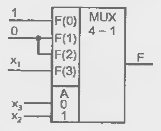 1 F(0) MUX
0 F(1) 4 – 1
F(2) F
x₁ F(3)
A
x₃ 0
x₂ 1